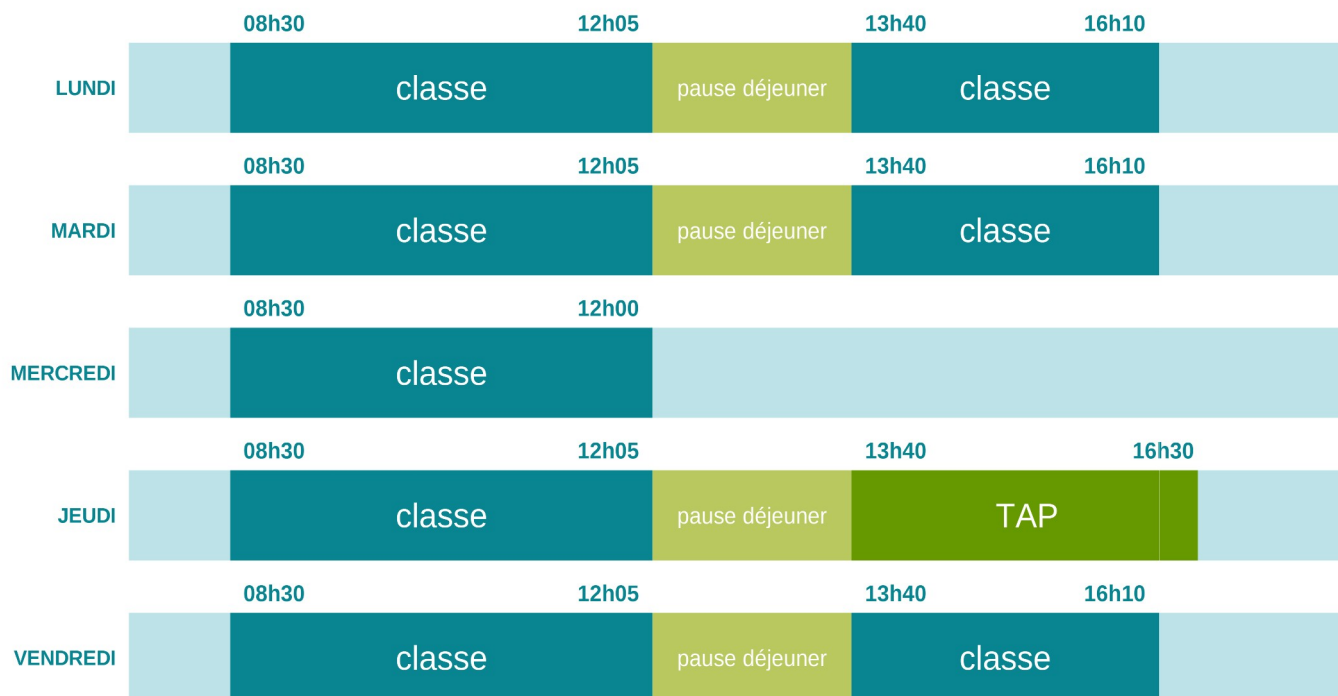 08h30 12h05 13h40 16h10
LUNDI classe pause déjeuner classe
08h30 12h05 13h40 16h10
MARDI classe pause déjeuner classe
08h30 12h00
MERCREDI classe
08h30 12h05 13h40 16h30
JEUDI classe pause déjeuner TAP
08h30 12h05 13h40 16h10
VENDREDI classe pause déjeuner classe